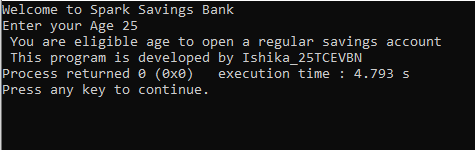 Welcome to Spark Savings Bank
Enter your Age 25
 You are eligible age to open a regular savings account
 This program is developed by Ishika_25TCEVBN
Process returned 0 (0x0)   execution time : 4.793 s
Press any key to continue.